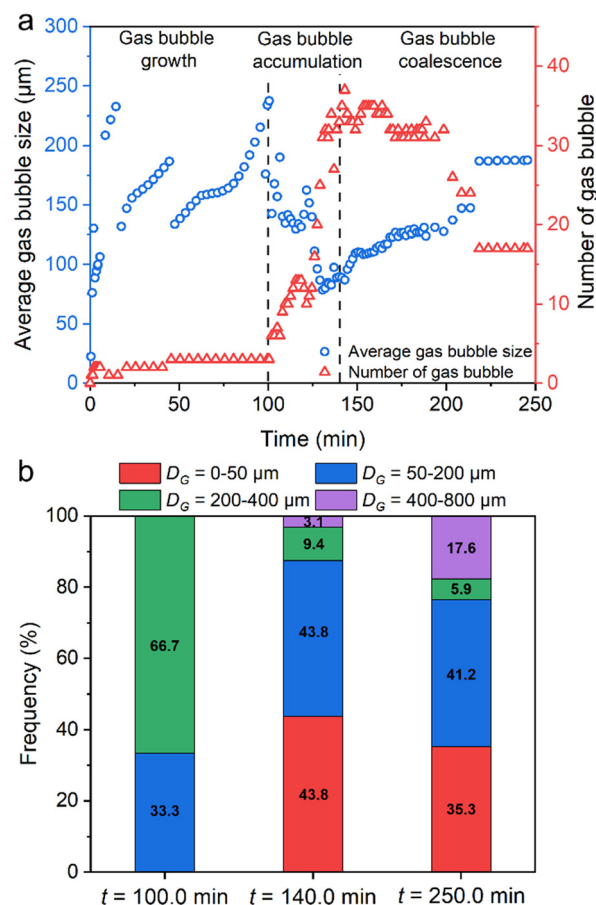 a
Gas bubble growth
Gas bubble accumulation
Gas bubble coalescence
Average gas bubble size (μm)
300
250
200
150
100
50
0
Number of gas bubble
40
30
20
10
0
Average gas bubble size
Number of gas bubble
0 50 100 150 200 250
Time (min)
b
D_G = 0-50 μm
D_G = 50-200 μm
D_G = 200-400 μm
D_G = 400-800 μm
Frequency (%)
100
80
60
40
20
0
66.7
33.3
3.1
9.4
43.8
43.8
17.6
5.9
41.2
35.3
t = 100.0 min t = 140.0 min t = 250.0 min